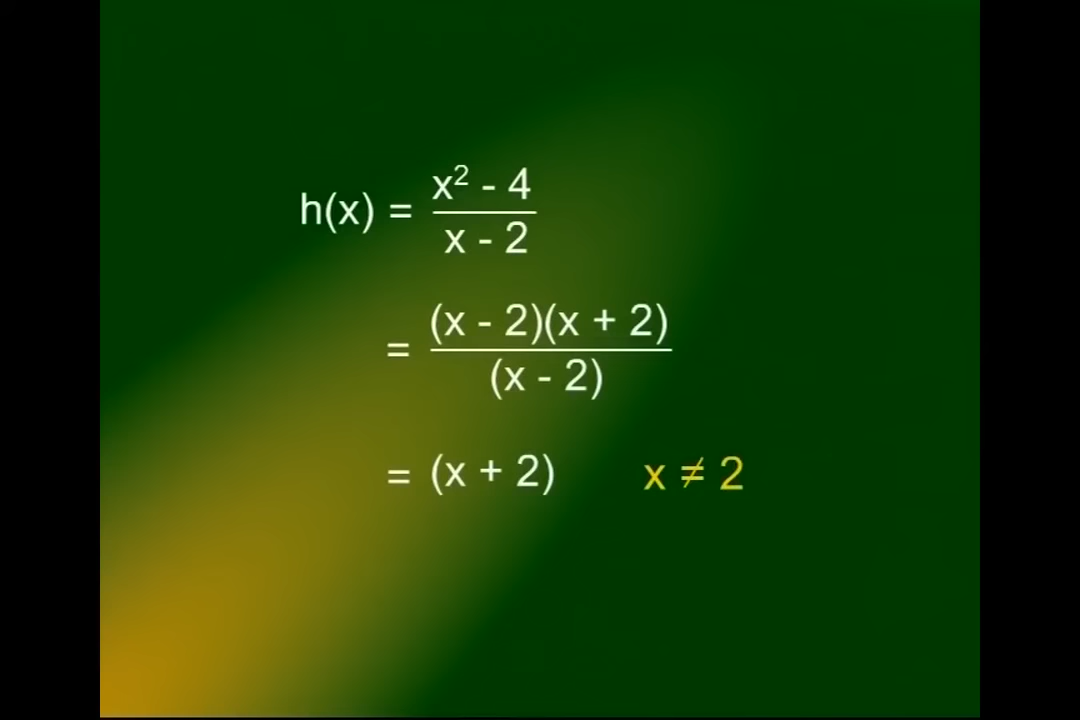 h(x) = x² - 4 / x - 2
= (x - 2)(x + 2) / (x - 2)
= (x + 2) x ≠ 2